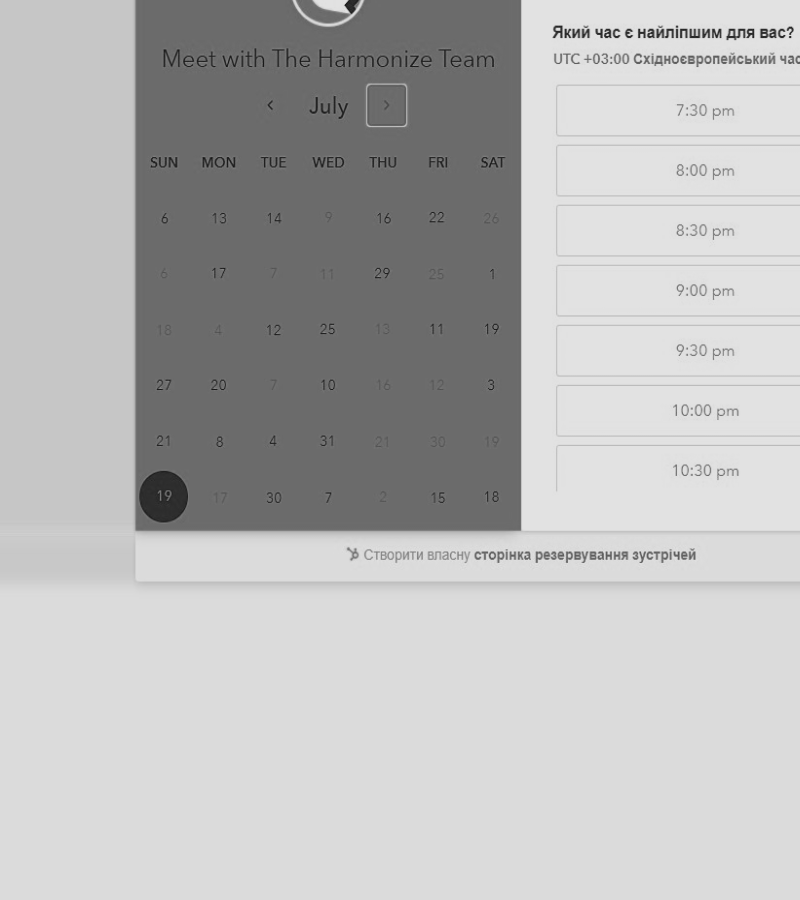 Meet with The Harmonize Team
July
SUN MON TUE WED THU FRI SAT
6 13 14 9 16 22 26
6 17 7 11 29 25 1
18 4 12 25 13 11 19
27 20 7 10 16 12 3
21 8 4 31 21 30 19
19 17 30 7 2 15 18
Який час є найліпшим для вас?
UTC +03:00 Східноєвропейський час
7:30 pm
8:00 pm
8:30 pm
9:00 pm
9:30 pm
10:00 pm
10:30 pm
Створити власну сторінка резервування зустрічей